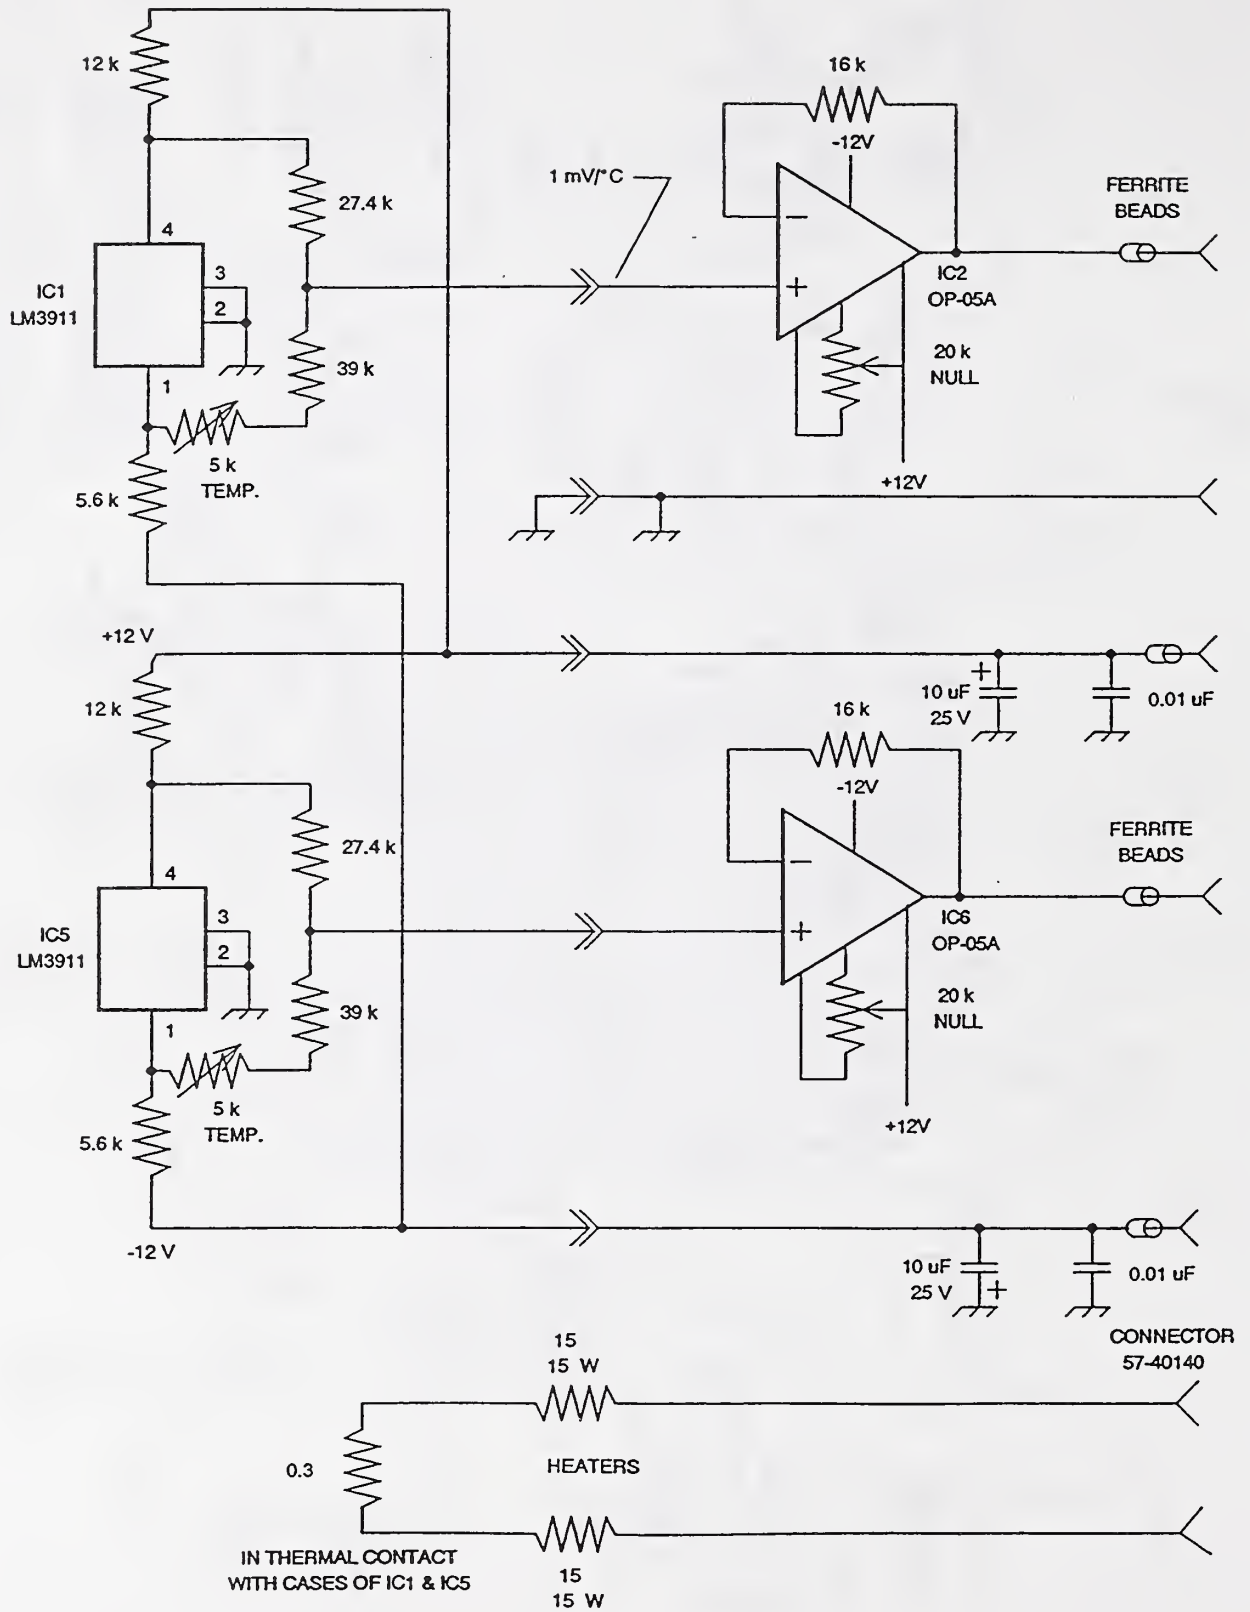 12 k
16 k
-12V
1 mV/°C
FERRITE
BEADS
27.4 k
4
3
2
IC1
LM3911
-
+
IC2
OP-05A
39 k
1
20 k
NULL
5 k
TEMP.
5.6 k
+12V
+12 V
12 k
+
10 uF
25 V
0.01 uF
16 k
-12V
FERRITE
BEADS
27.4 k
4
3
2
IC5
LM3911
-
+
IC6
OP-05A
39 k
1
20 k
NULL
5 k
TEMP.
5.6 k
+12V
-12 V
10 uF
25 V
+
0.01 uF
CONNECTOR
57-40140
15
15 W
0.3
HEATERS
IN THERMAL CONTACT
WITH CASES OF IC1 & IC5
15
15 W